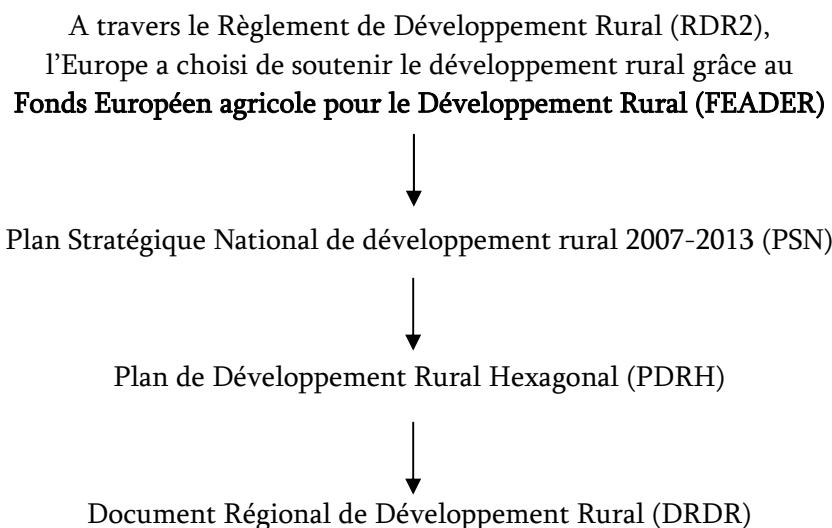 A travers le Règlement de Développement Rural (RDR2),
l’Europe a choisi de soutenir le développement rural grâce au
Fonds Européen agricole pour le Développement Rural (FEADER)
Plan Stratégique National de développement rural 2007-2013 (PSN)
Plan de Développement Rural Hexagonal (PDRH)
Document Régional de Développement Rural (DRDR)